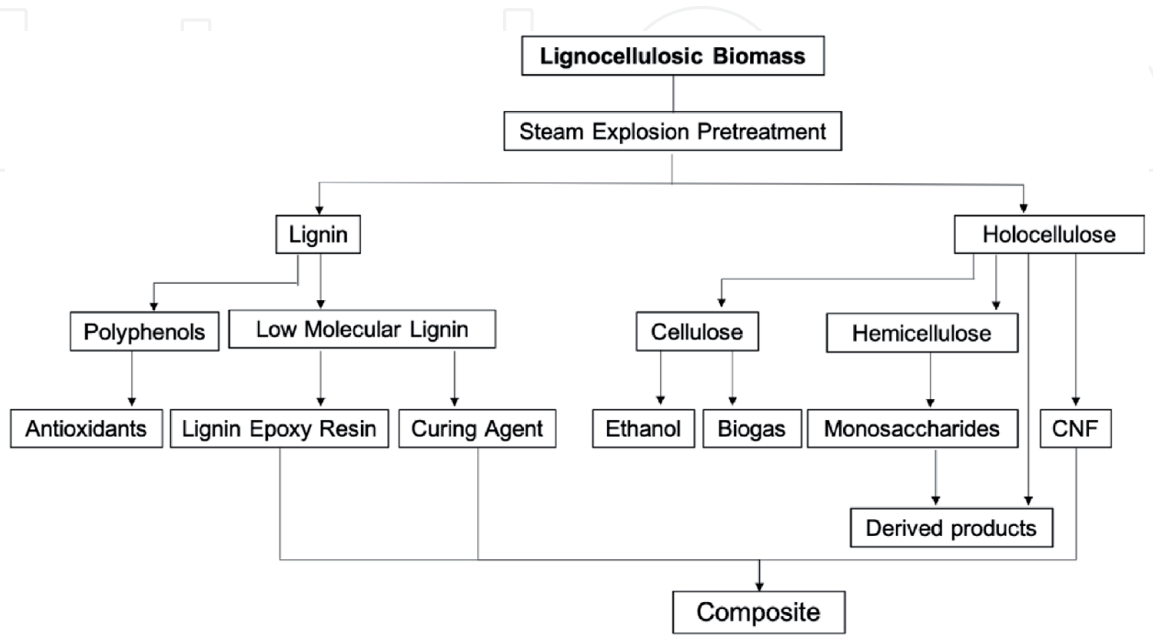 Lignocellulosic Biomass
Steam Explosion Pretreatment
Lignin
Holocellulose
Polyphenols
Low Molecular Lignin
Cellulose
Hemicellulose
Antioxidants
Lignin Epoxy Resin
Curing Agent
Ethanol
Biogas
Monosaccharides
CNF
Derived products
Composite